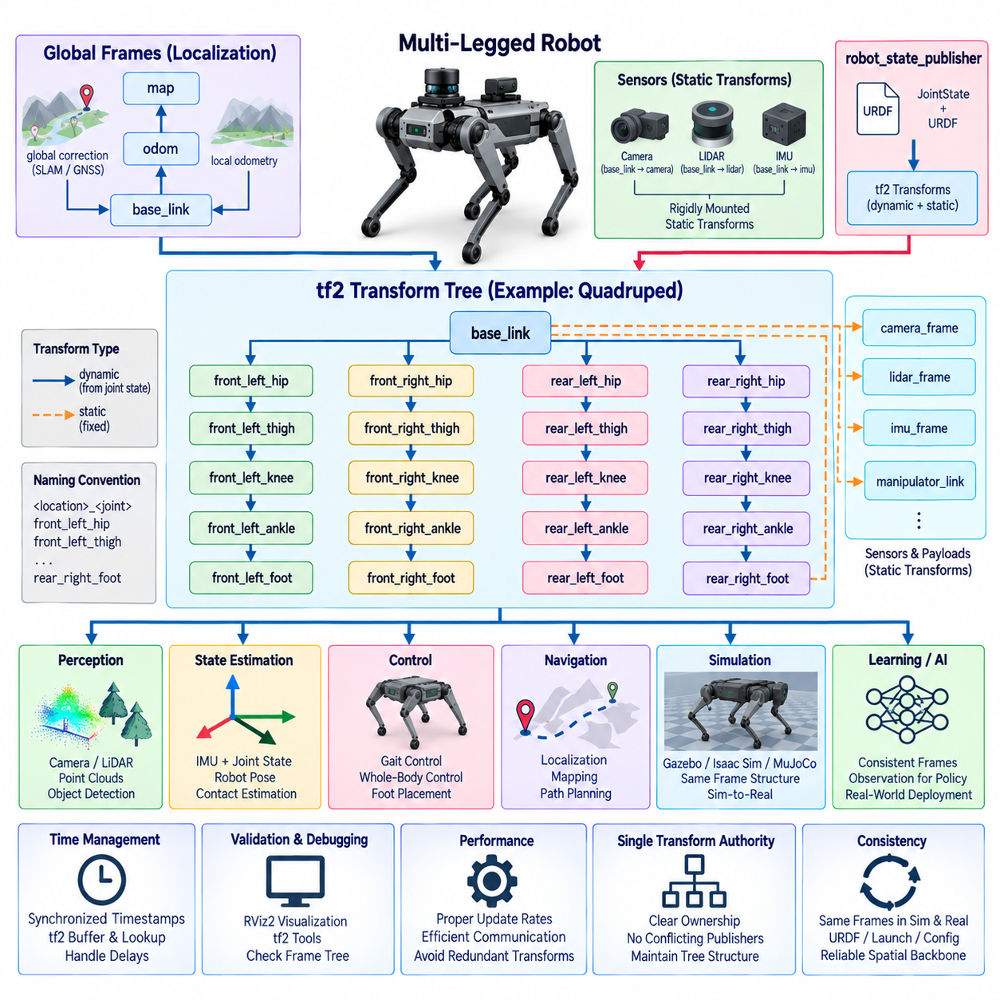 Multi-Legged Robot
Global Frames (Localization)
map
odom
base_link
global correction
(SLAM / GNSS)
local odometry
Sensors (Static Transforms)
Camera
(base_link → camera)
LIDAR
(base_link → lidar)
IMU
(base_link → imu)
Rigidly Mounted
Static Transforms
robot_state_publisher
URDF
JointState
+
URDF
tf2 Transforms
(dynamic + static)
tf2 Transform Tree (Example: Quadruped)
base_link
front_left_hip
front_left_thigh
front_left_knee
front_left_ankle
front_left_foot
front_right_hip
front_right_thigh
front_right_knee
front_right_ankle
front_right_foot
rear_left_hip
rear_left_thigh
rear_left_knee
rear_left_ankle
rear_left_foot
rear_right_hip
rear_right_thigh
rear_right_knee
rear_right_ankle
rear_right_foot
Transform Type
dynamic
(from joint state)
static
(fixed)
Naming Convention
<location>_<joint>
front_left_hip
front_left_thigh
...
rear_right_foot
camera_frame
lidar_frame
imu_frame
manipulator_link
⋮
Sensors & Payloads
(Static Transforms)
Perception
Camera / LiDAR
Point Clouds
Object Detection
State Estimation
IMU + Joint State
Robot Pose
Contact Estimation
Control
Gait Control
Whole-Body Control
Foot Placement
Navigation
Localization
Mapping
Path Planning
Simulation
Gazebo / Isaac Sim / MuJoCo
Same Frame Structure
Sim-to-Real
Learning / AI
Consistent Frames
Observation for Policy
Real-World Deployment
Time Management
Synchronized Timestamps
tf2 Buffer & Lookup
Handle Delays
Validation & Debugging
RViz2 Visualization
tf2 Tools
Check Frame Tree
Performance
Proper Update Rates
Efficient Communication
Avoid Redundant Transforms
Single Transform Authority
Clear Ownership
No Conflicting Publishers
Maintain Tree Structure
Consistency
Same Frames in Sim & Real
URDF / Launch / Config
Reliable Spatial Backbone